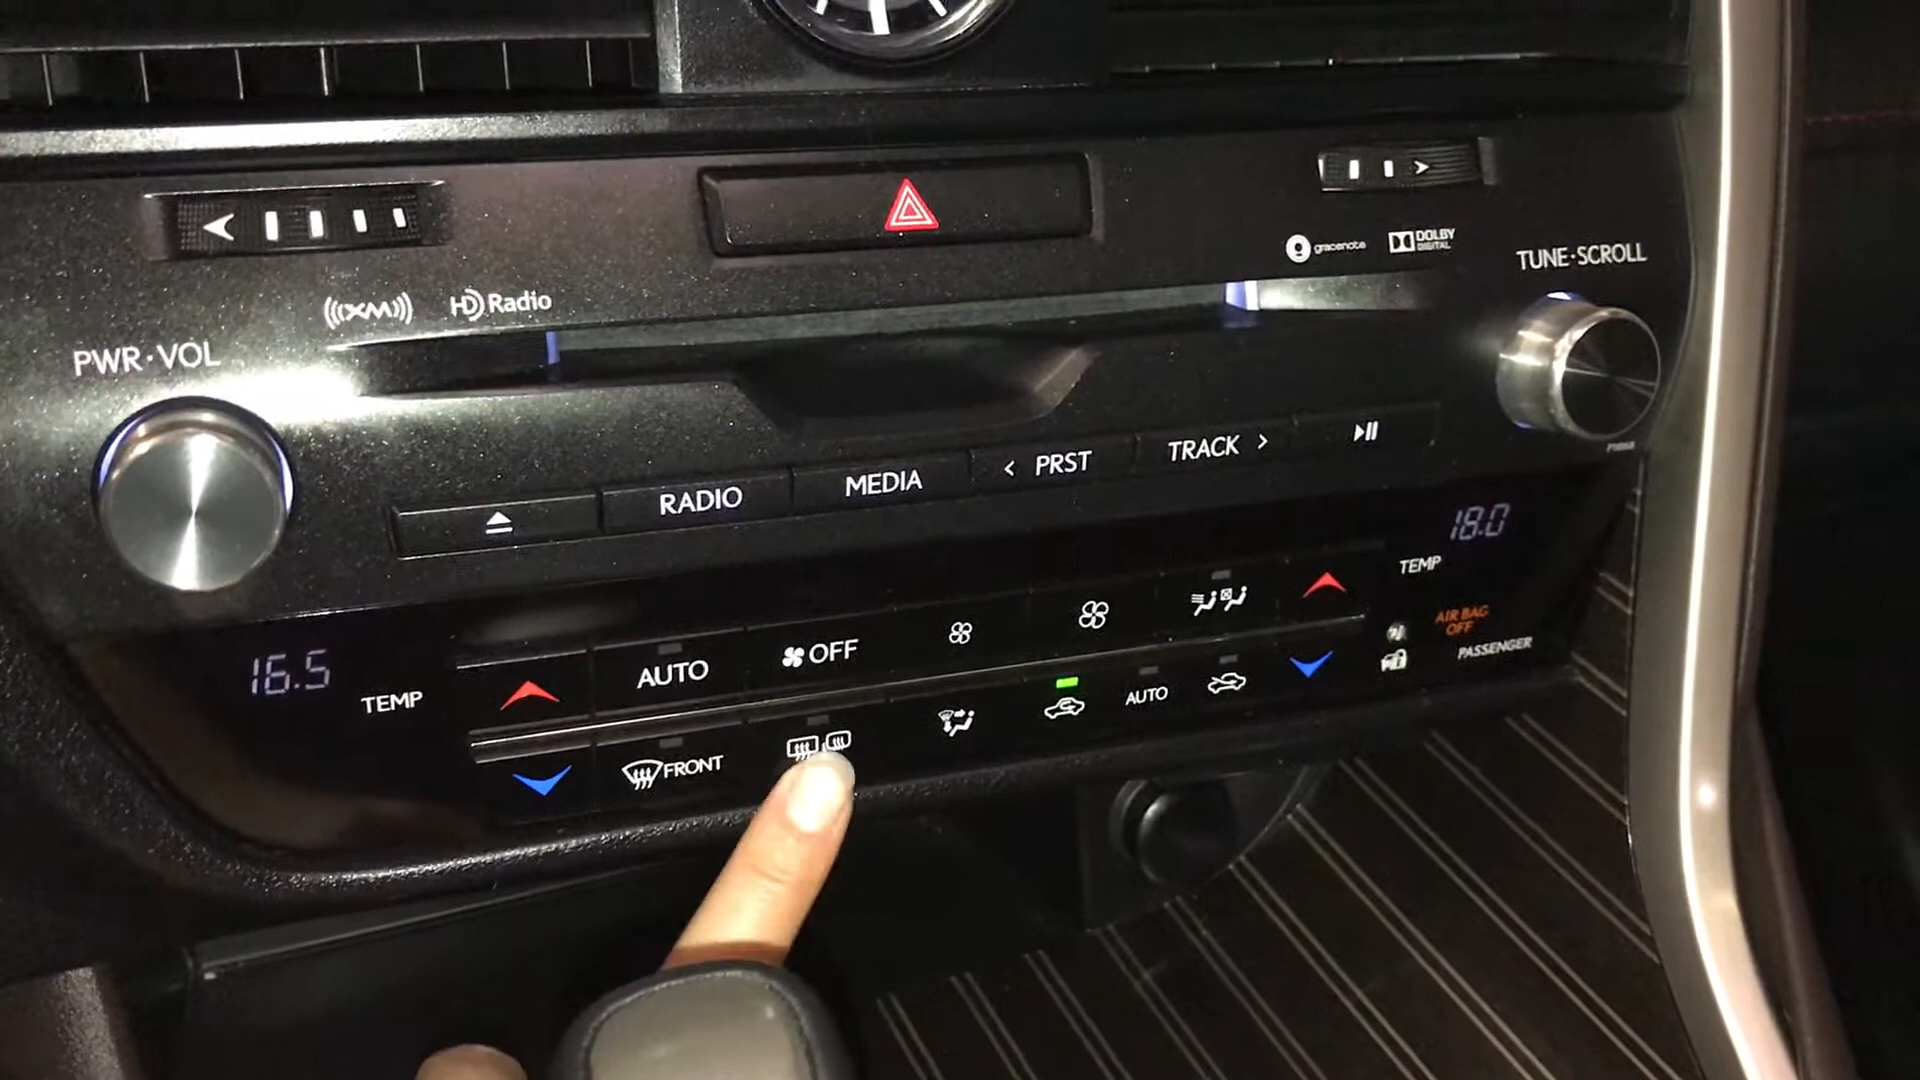 gracenote
DOLBY
DIGITAL
TUNE·SCROLL
((XM)) HD Radio
PWR·VOL
RADIO MEDIA < PRST TRACK >
18.0
TEMP
16.5 TEMP
AUTO OFF
AIR BAG
OFF
PASSENGER
FRONT AUTO